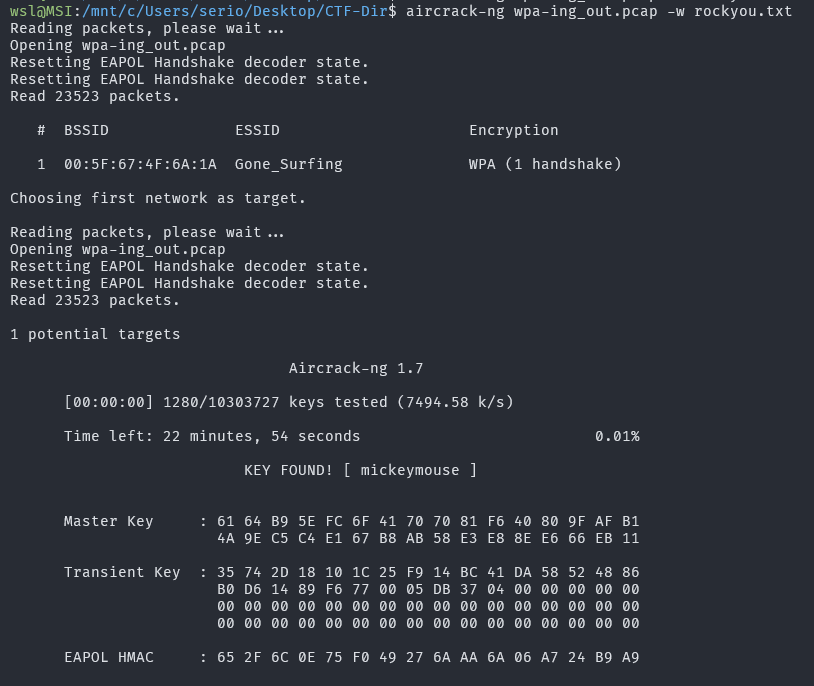 wsl@MSI:/mnt/c/Users/serio/Desktop/CTF-Dir$ aircrack-ng wpa-ing_out.pcap -w rockyou.txt
Reading packets, please wait...
Opening wpa-ing_out.pcap
Resetting EAPOL Handshake decoder state.
Resetting EAPOL Handshake decoder state.
Read 23523 packets.
# BSSID ESSID Encryption
1 00:5F:67:4F:6A:1A Gone_Surfing WPA (1 handshake)
Choosing first network as target.
Reading packets, please wait...
Opening wpa-ing_out.pcap
Resetting EAPOL Handshake decoder state.
Resetting EAPOL Handshake decoder state.
Read 23523 packets.
1 potential targets
Aircrack-ng 1.7
[00:00:00] 1280/10303727 keys tested (7494.58 k/s)
Time left: 22 minutes, 54 seconds 0.01%
KEY FOUND! [ mickeymouse ]
Master Key : 61 64 B9 5E FC 6F 41 70 70 81 F6 40 80 9F AF B1
4A 9E C5 C4 E1 67 B8 AB 58 E3 E8 8E E6 66 EB 11
Transient Key : 35 74 2D 18 10 1C 25 F9 14 BC 41 DA 58 52 48 86
B0 D6 14 89 F6 77 00 05 DB 37 04 00 00 00 00 00
00 00 00 00 00 00 00 00 00 00 00 00 00 00 00 00
00 00 00 00 00 00 00 00 00 00 00 00 00 00 00 00
EAPOL HMAC : 65 2F 6C 0E 75 F0 49 27 6A AA 6A 06 A7 24 B9 A9